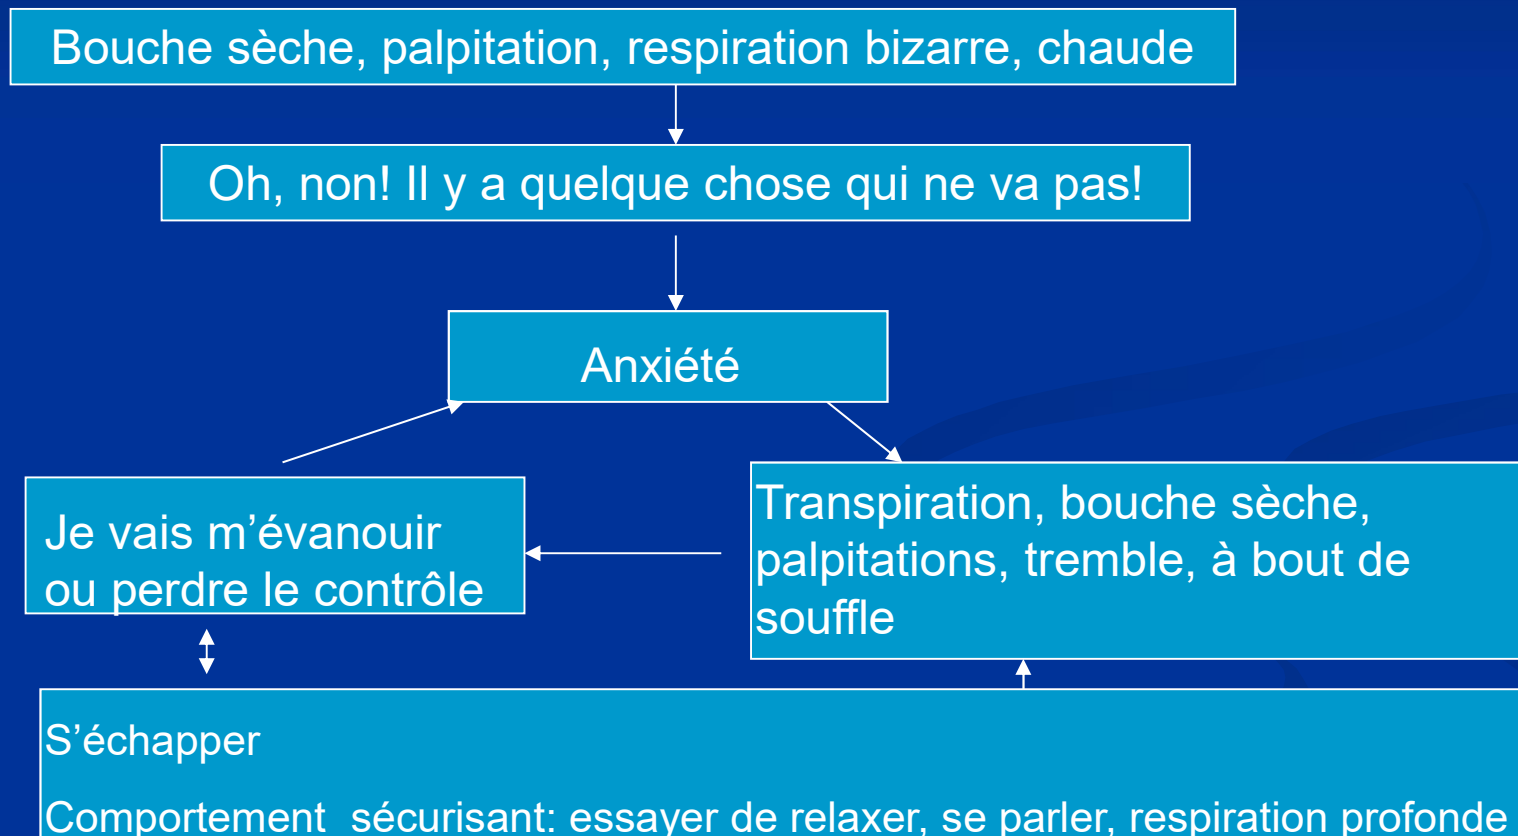 Bouche sèche, palpitation, respiration bizarre, chaude
Oh, non! Il y a quelque chose qui ne va pas!
Anxiété
Je vais m’évanouir
ou perdre le contrôle
Transpiration, bouche sèche,
palpitations, tremble, à bout de
souffle
S’échapper
Comportement  sécurisant: essayer de relaxer, se parler, respiration profonde